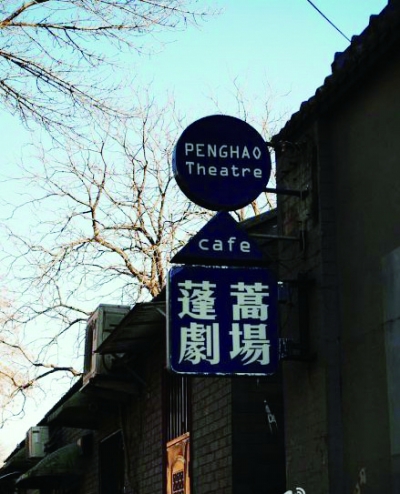 PENGHAO
Theatre
cafe
蓬蒿
劇場